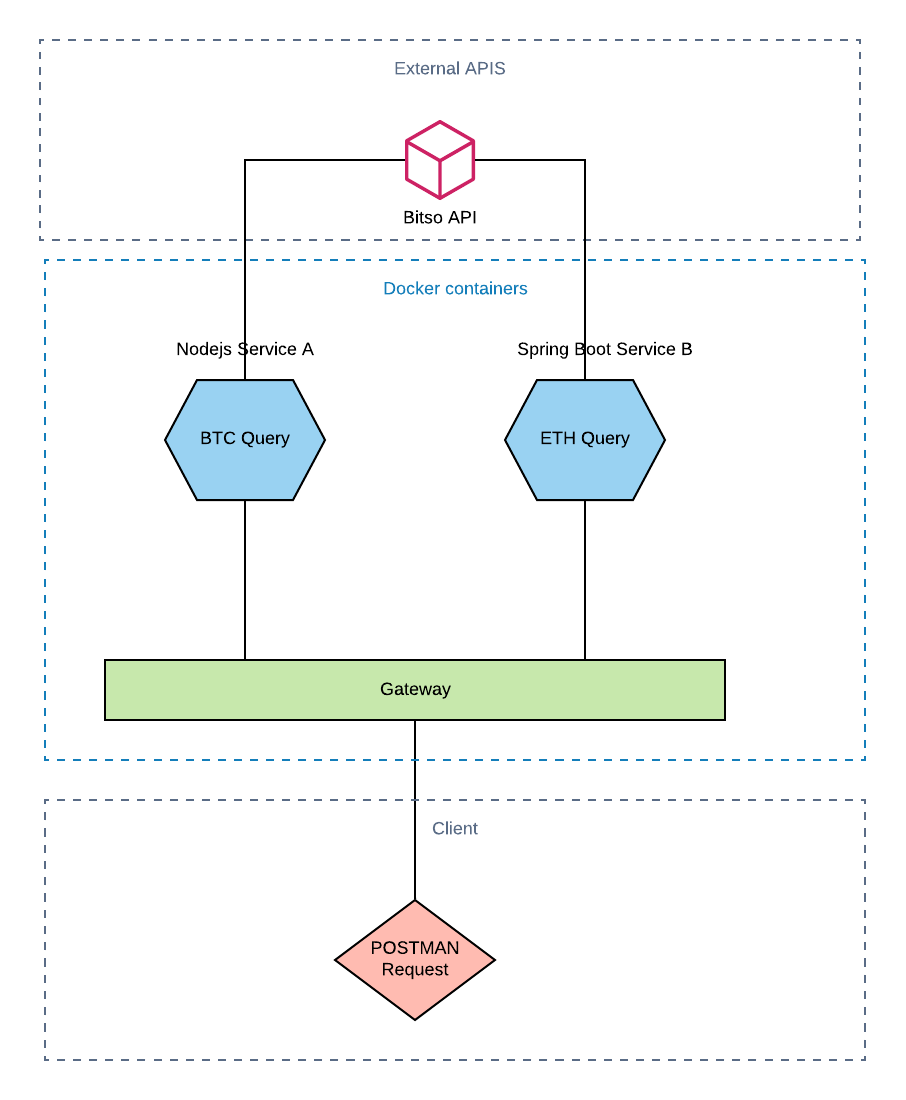 External APIS
Bitso API
Docker containers
Nodejs Service A
Spring Boot Service B
BTC Query
ETH Query
Gateway
Client
POSTMAN
Request